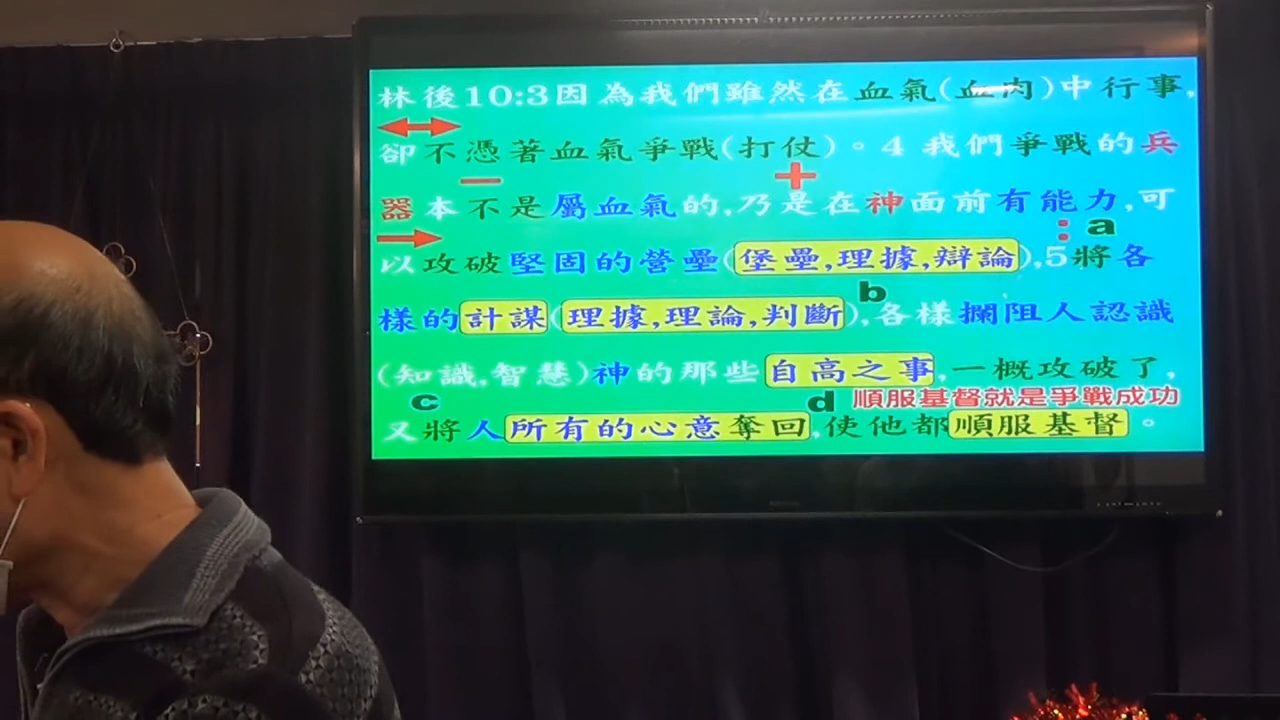 林後10:3因為我們雖然在血氣(血肉)中行事,
卻不憑著血氣爭戰(打仗)。4 我們爭戰的兵
器本不是屬血氣的,乃是在神面前有能力,可
a
以攻破堅固的營壘(堡壘,理據,辯論),5將各
b
樣的計謀(理據,理論,判斷),各樣攔阻人認識
(知識,智慧)神的那些自高之事,一概攻破了,
c
d 順服基督就是爭戰成功
又將人所有的心意奪回,使他都順服基督。